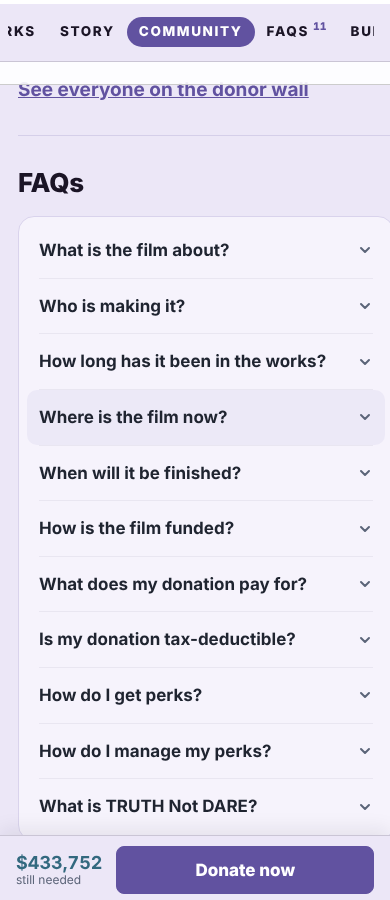 STORY
COMMUNITY
FAQS 11
See everyone on the donor wall
FAQs
What is the film about?
Who is making it?
How long has it been in the works?
Where is the film now?
When will it be finished?
How is the film funded?
What does my donation pay for?
Is my donation tax-deductible?
How do I get perks?
How do I manage my perks?
What is TRUTH Not DARE?
$433,752
still needed
Donate now